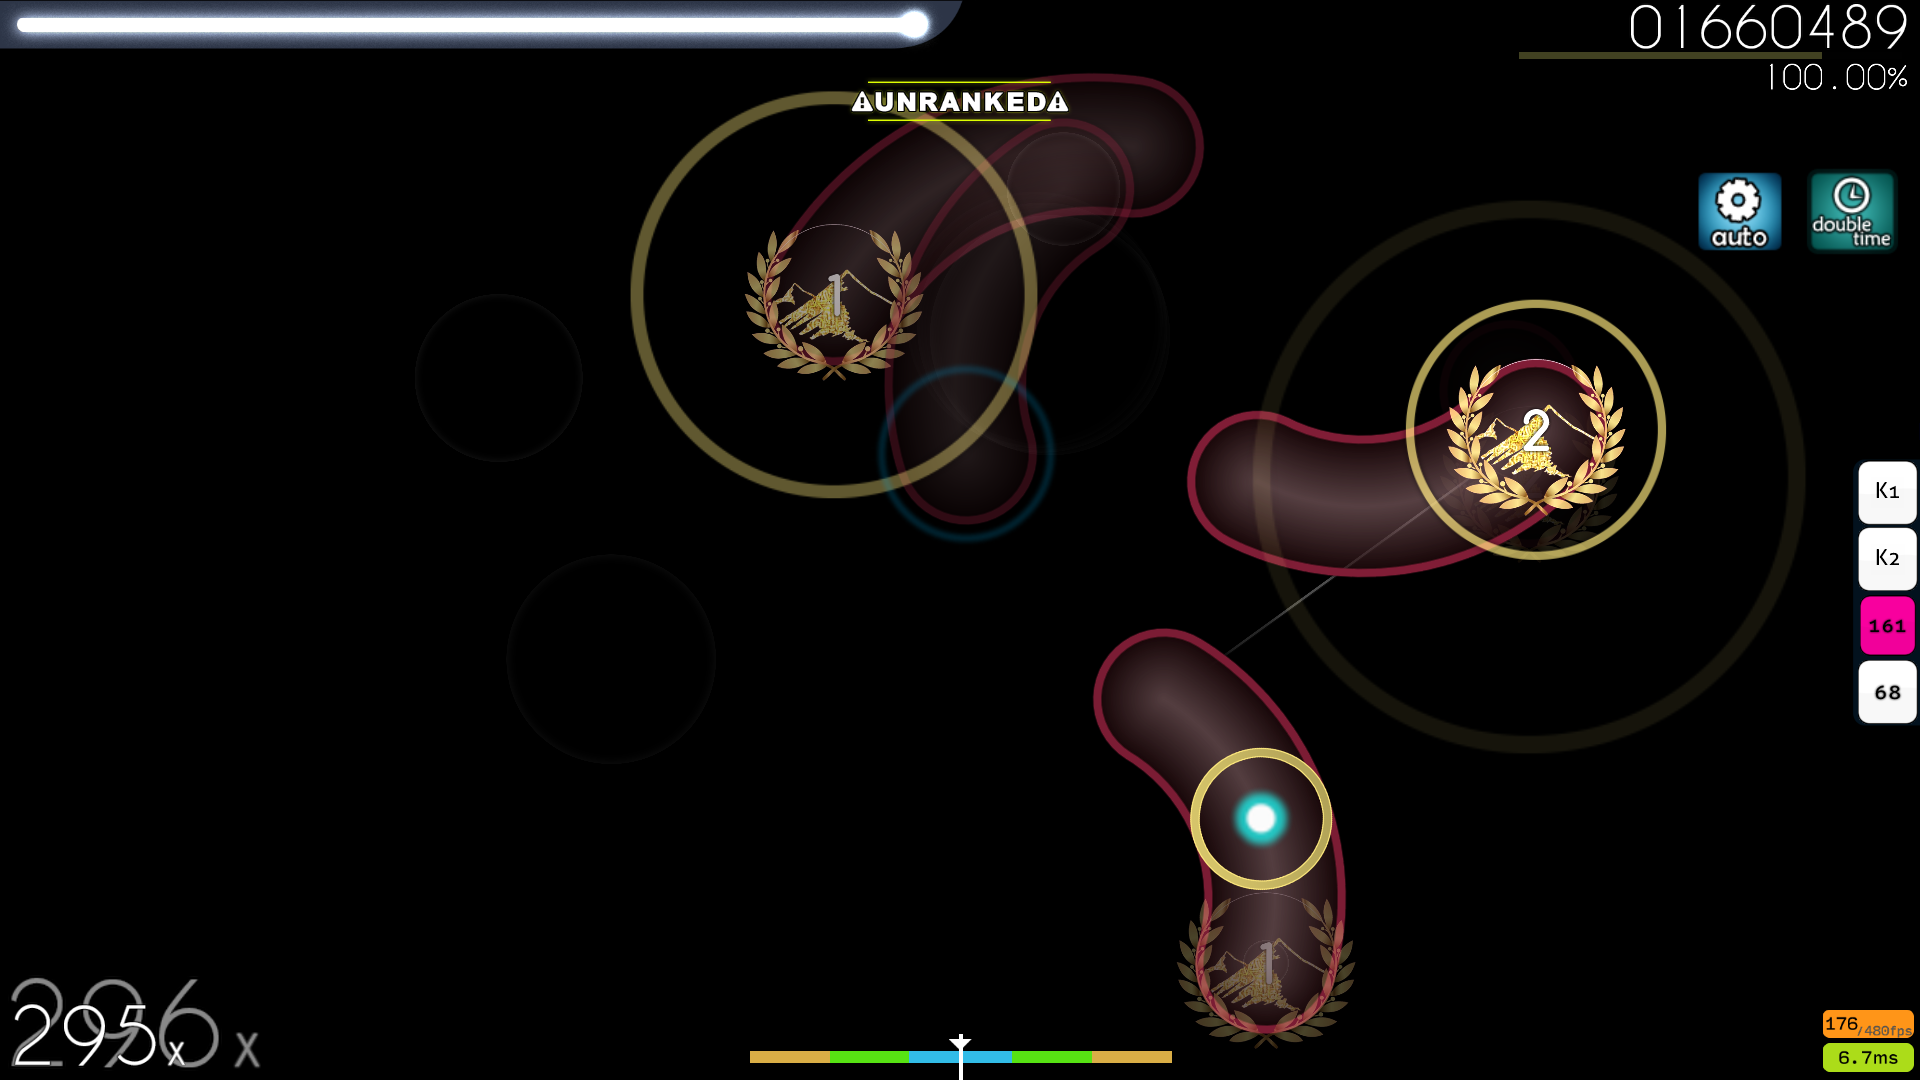 01660489
100.00%
⚠UNRANKED⚠
auto
double
time
1
2
K1
K2
161
68
1
296x
295x
176/480fps
6.7ms